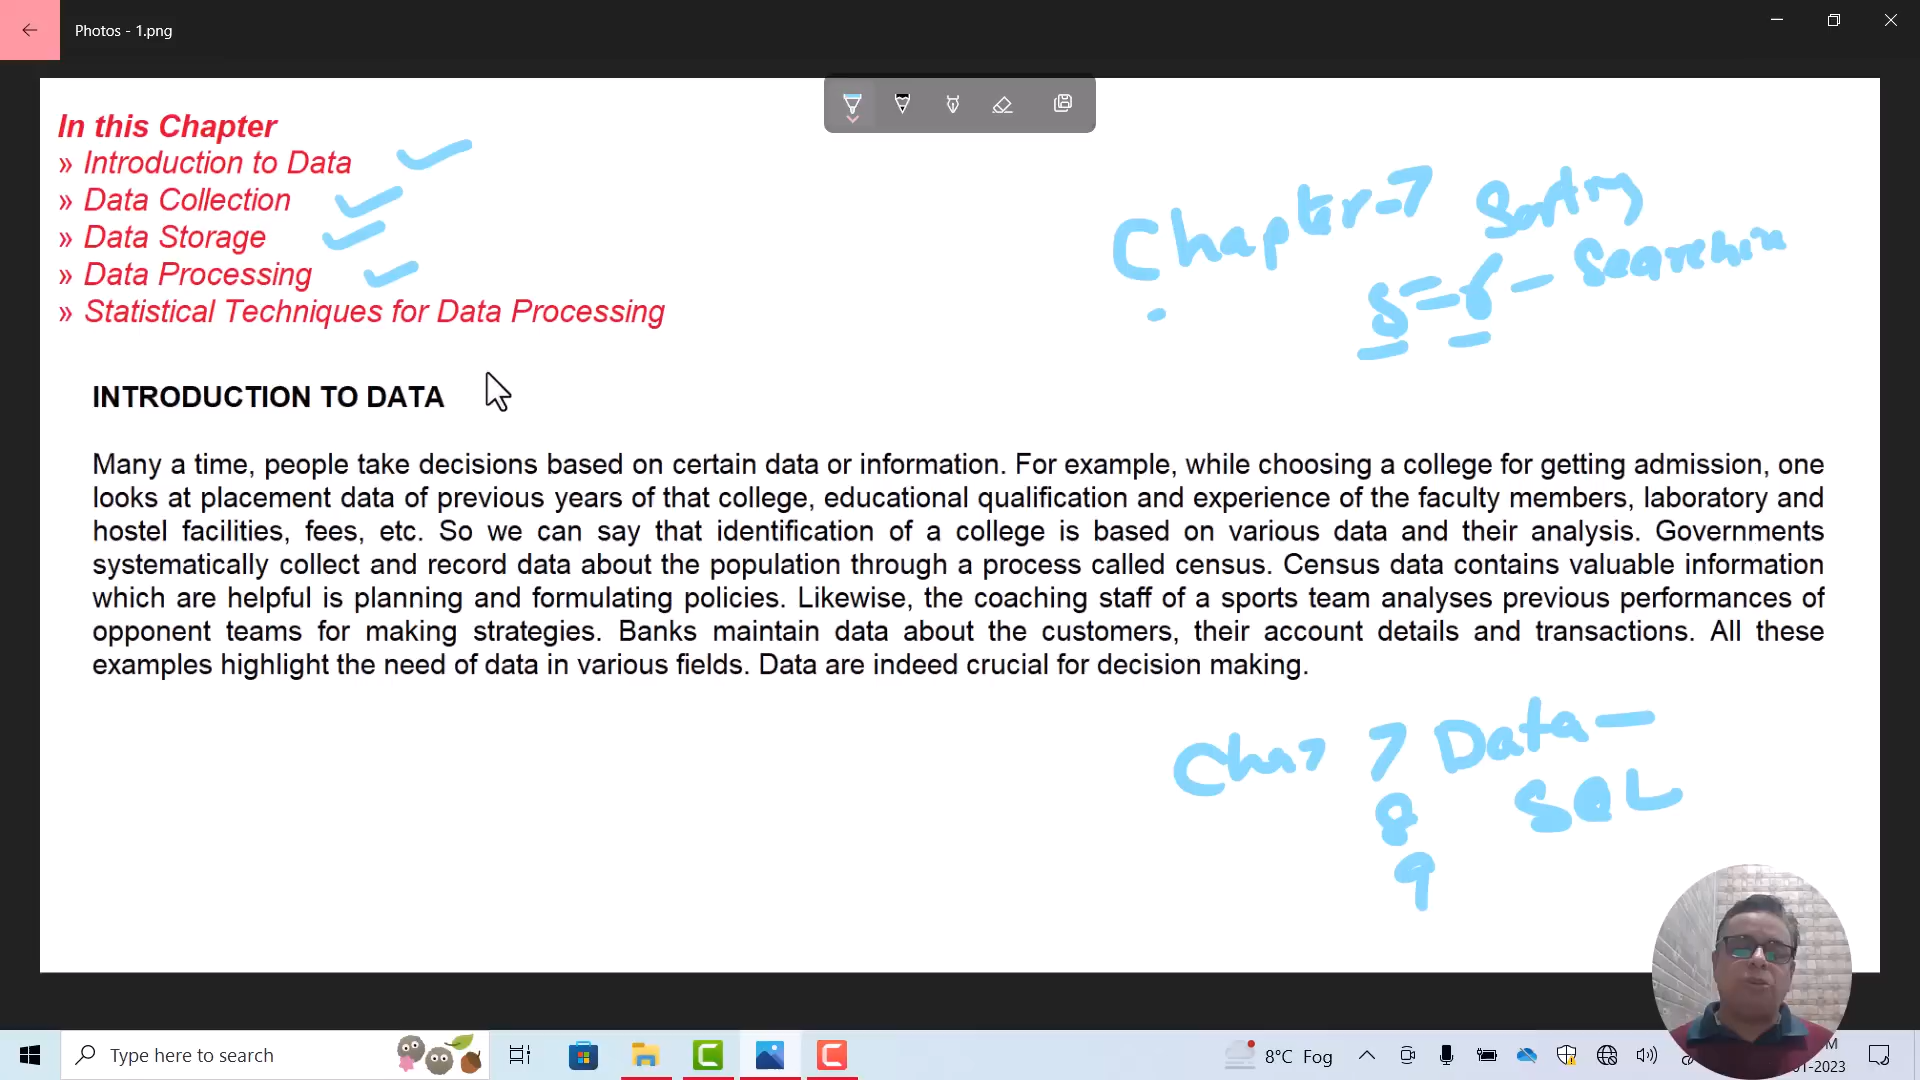 Photos - 1.png
In this Chapter
» Introduction to Data
» Data Collection
» Data Storage
» Data Processing
» Statistical Techniques for Data Processing
Chapter-7 Sorting
5=6- Searchin
INTRODUCTION TO DATA
Many a time, people take decisions based on certain data or information. For example, while choosing a college for getting admission, one
looks at placement data of previous years of that college, educational qualification and experience of the faculty members, laboratory and
hostel facilities, fees, etc. So we can say that identification of a college is based on various data and their analysis. Governments
systematically collect and record data about the population through a process called census. Census data contains valuable information
which are helpful is planning and formulating policies. Likewise, the coaching staff of a sports team analyses previous performances of
opponent teams for making strategies. Banks maintain data about the customers, their account details and transactions. All these
examples highlight the need of data in various fields. Data are indeed crucial for decision making.
7 Data-
8 SQL
9
Type here to search
8°C Fog